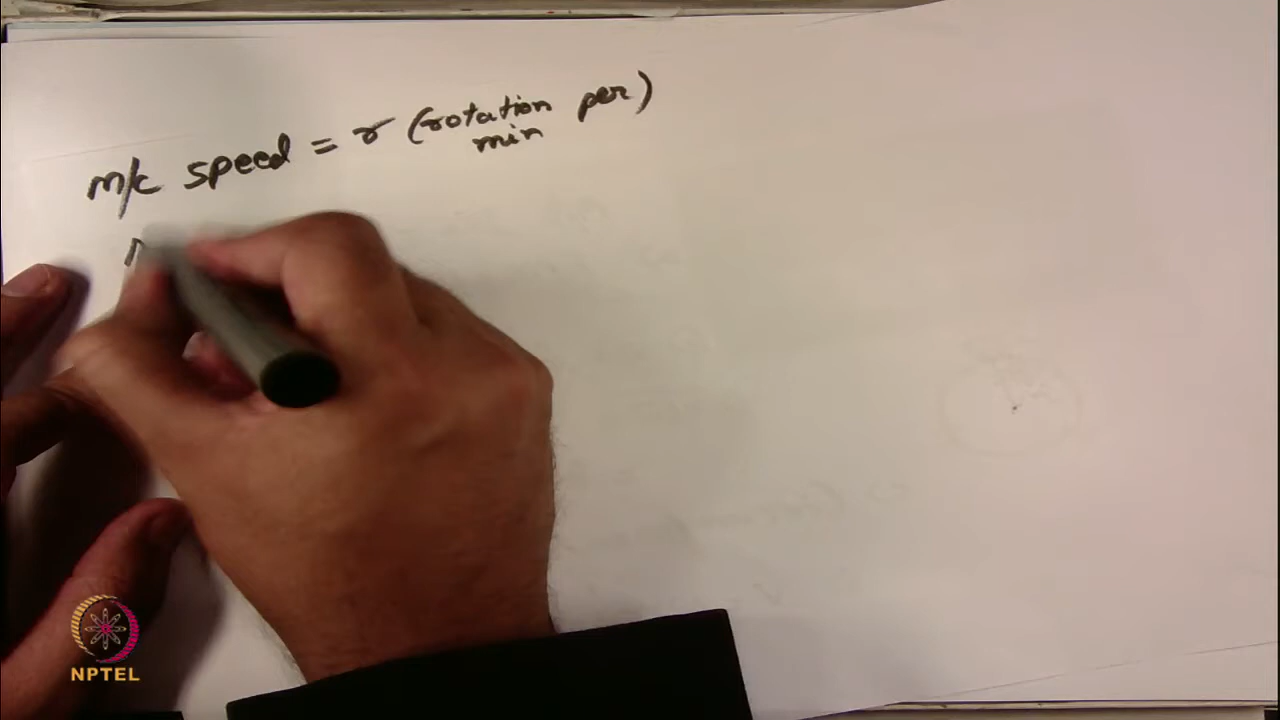 m/c speed = r (rotation per)
min
NPTEL